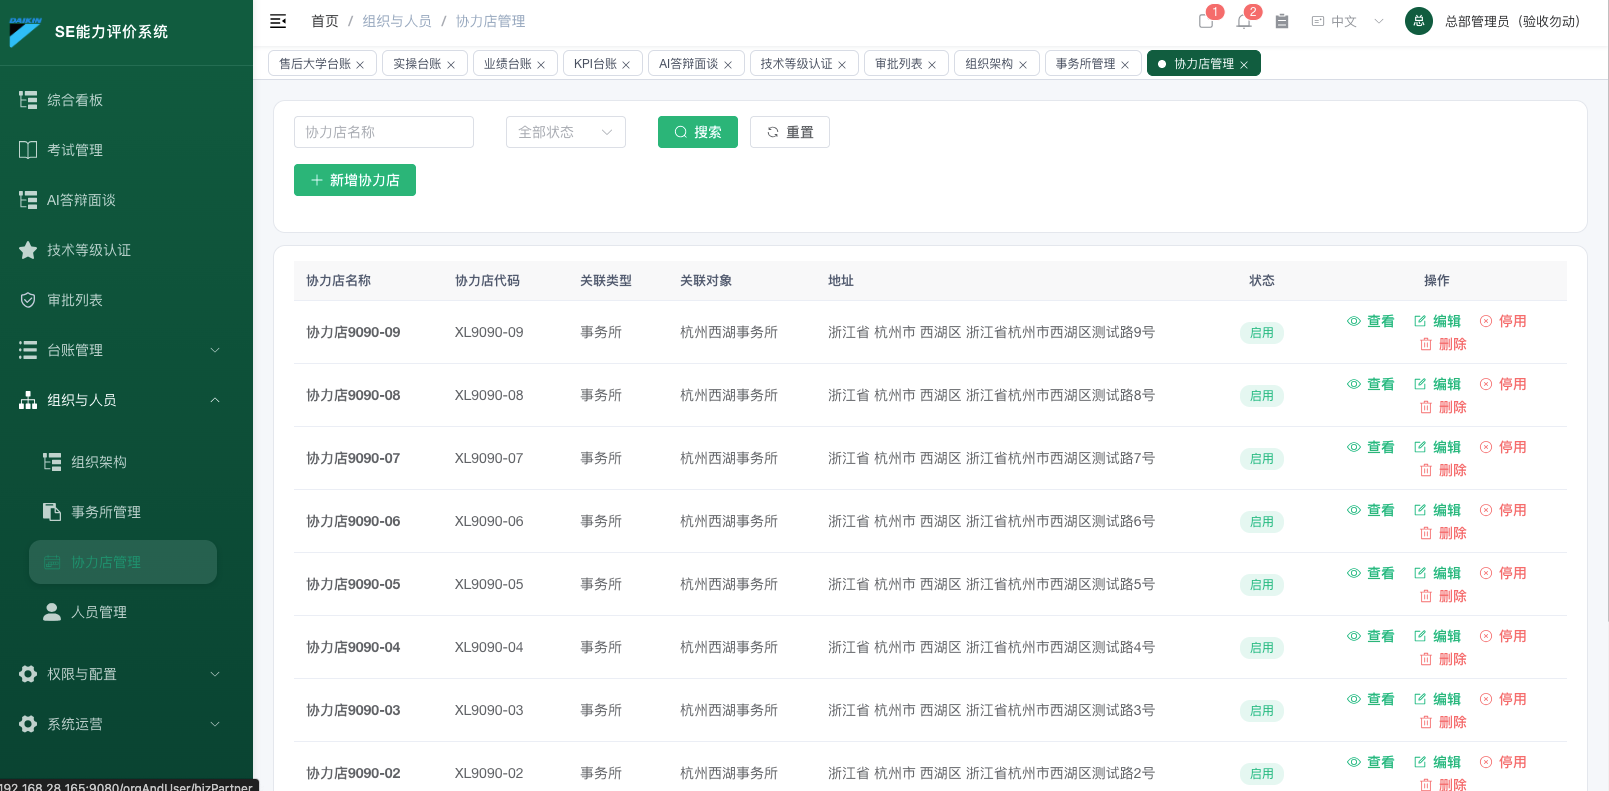 DAIKIN
SE能力评价系统
综合看板
考试管理
AI答辩面谈
技术等级认证
审批列表
台账管理
组织与人员
组织架构
事务所管理
协力店管理
人员管理
权限与配置
系统运营
192.168.28.165:9080/orgAndUser/bizPartner
首页 / 组织与人员 / 协力店管理
1 2 中文 总 总部管理员（验收勿动）
售后大学台账 实操台账 业绩台账 KPI台账 AI答辩面谈 技术等级认证 审批列表 组织架构 事务所管理 协力店管理
协力店名称 全部状态 搜索 重置
新增协力店
协力店名称 协力店代码 关联类型 关联对象 地址 状态 操作
协力店9090-09 XL9090-09 事务所 杭州西湖事务所 浙江省 杭州市 西湖区 浙江省杭州市西湖区测试路9号 启用 查看 编辑 停用
删除
协力店9090-08 XL9090-08 事务所 杭州西湖事务所 浙江省 杭州市 西湖区 浙江省杭州市西湖区测试路8号 启用 查看 编辑 停用
删除
协力店9090-07 XL9090-07 事务所 杭州西湖事务所 浙江省 杭州市 西湖区 浙江省杭州市西湖区测试路7号 启用 查看 编辑 停用
删除
协力店9090-06 XL9090-06 事务所 杭州西湖事务所 浙江省 杭州市 西湖区 浙江省杭州市西湖区测试路6号 启用 查看 编辑 停用
删除
协力店9090-05 XL9090-05 事务所 杭州西湖事务所 浙江省 杭州市 西湖区 浙江省杭州市西湖区测试路5号 启用 查看 编辑 停用
删除
协力店9090-04 XL9090-04 事务所 杭州西湖事务所 浙江省 杭州市 西湖区 浙江省杭州市西湖区测试路4号 启用 查看 编辑 停用
删除
协力店9090-03 XL9090-03 事务所 杭州西湖事务所 浙江省 杭州市 西湖区 浙江省杭州市西湖区测试路3号 启用 查看 编辑 停用
删除
协力店9090-02 XL9090-02 事务所 杭州西湖事务所 浙江省 杭州市 西湖区 浙江省杭州市西湖区测试路2号 启用 查看 编辑 停用
删除